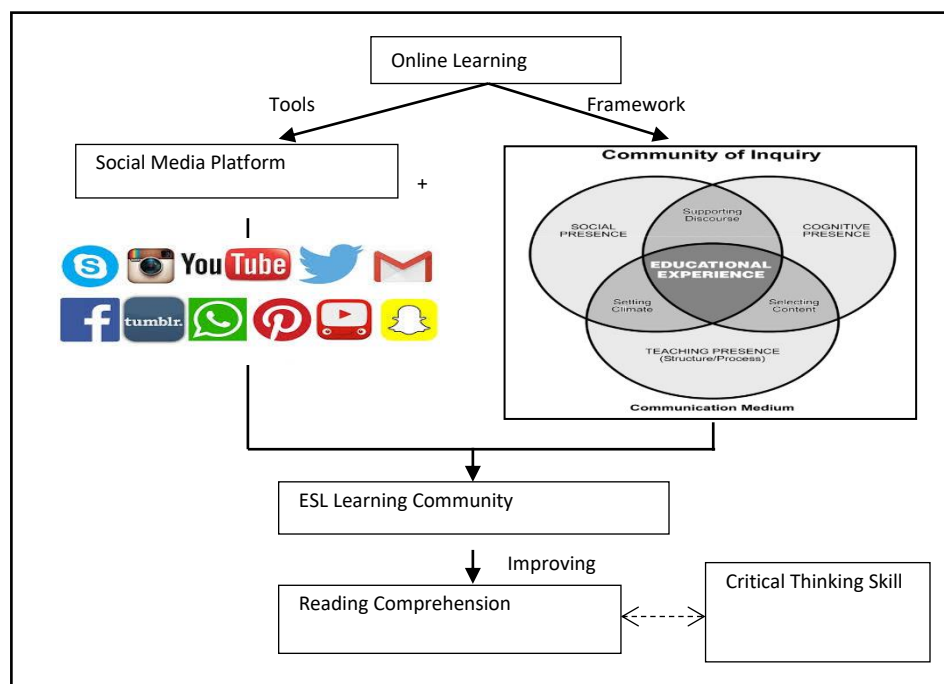 Online Learning
Tools
Framework
Social Media Platform
+
Community of Inquiry
SOCIAL
PRESENCE
Supporting
Discourse
COGNITIVE
PRESENCE
EDUCATIONAL
EXPERIENCE
Setting
Climate
Selecting
Content
TEACHING PRESENCE
(Structure/Process)
Communication Medium
S
You Tube
f
tumblr.
ESL Learning Community
Improving
Reading Comprehension
Critical Thinking Skill